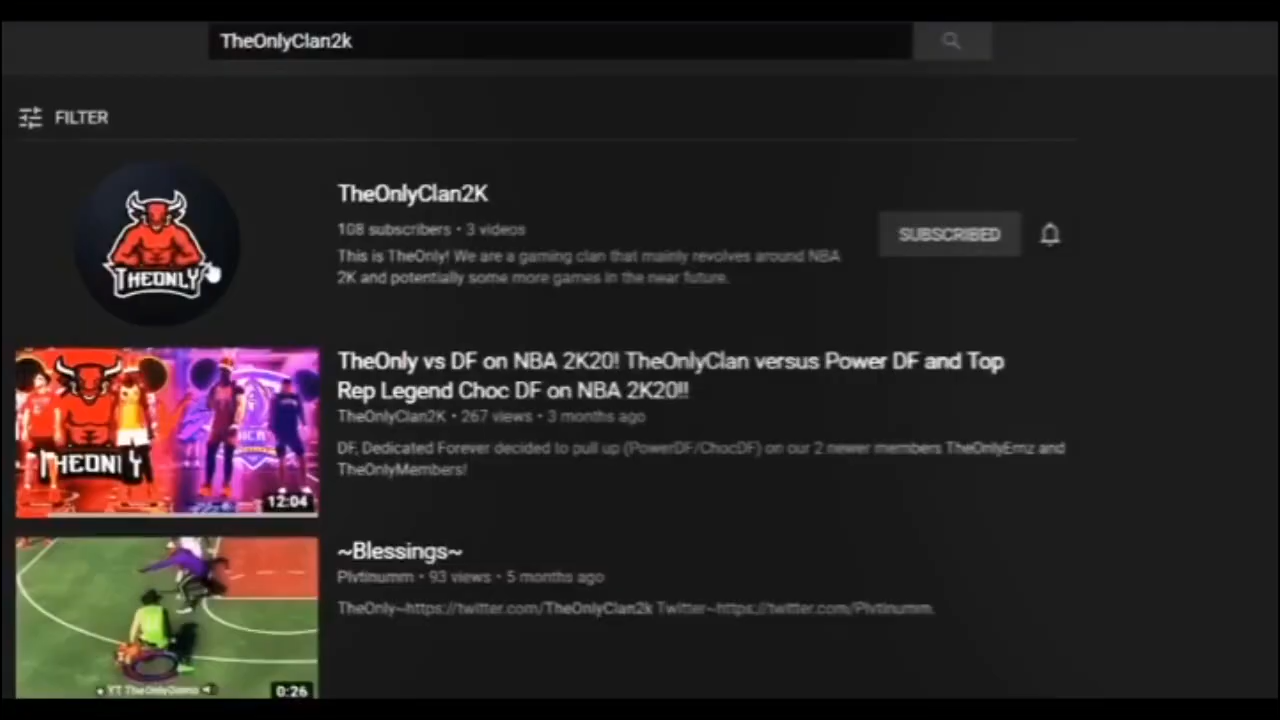 TheOnlyClan2k
FILTER
THEONLY
TheOnlyClan2K
108 subscribers • 3 videos
SUBSCRIBED
This is TheOnly! We are a gaming clan that mainly revolves around NBA
2K and potentially some more games in the near future.
THEONLY
12:04
TheOnly vs DF on NBA 2K20! TheOnlyClan versus Power DF and Top
Rep Legend Choc DF on NBA 2K20!!
TheOnlyClan2K • 267 views • 3 months ago
DF, Dedicated Forever decided to pull up (PowerDF/ChocDF) on our 2 newer members TheOnlyEmz and
TheOnlyMembers!
~Blessings~
Plvtinumm • 93 views • 5 months ago
TheOnly~https://twitter.com/TheOnlyClan2k Twitter~https://twitter.com/Plvtinumm.
0:26